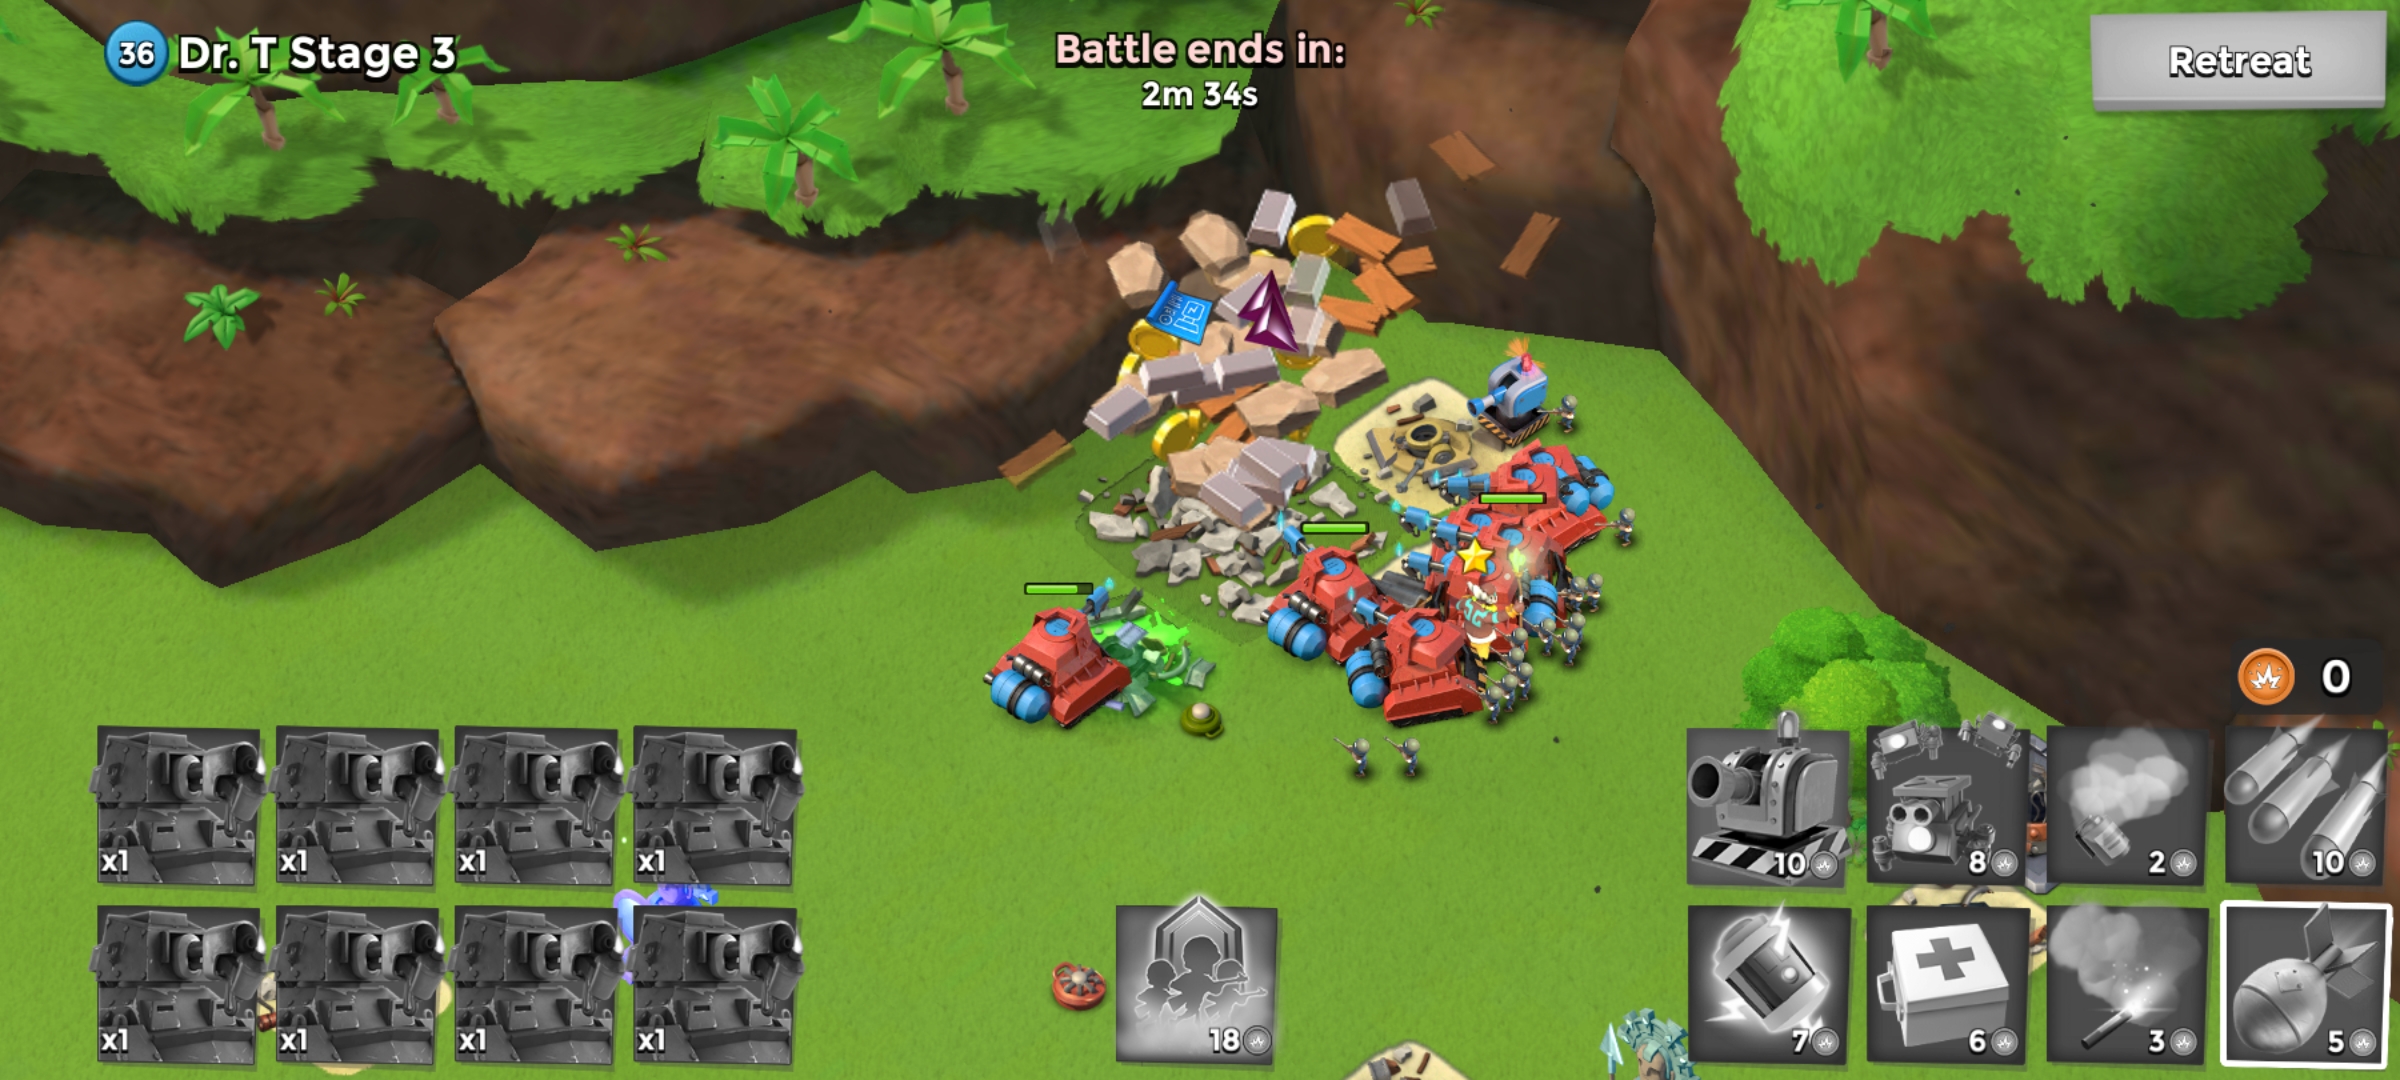 36 Dr. T Stage 3
Battle ends in:
2m 34s
Retreat
0
x1 x1 x1 x1
10 8 2 10
x1 x1 x1 x1
18
7 6 3 5